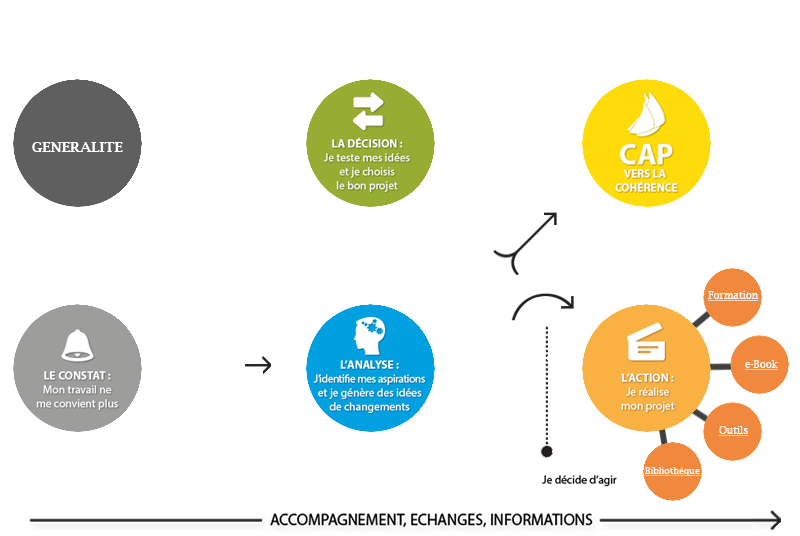 GENERALITE
LA DÉCISION :
Je teste mes idées
et je choisis
le bon projet
CAP
VERS LA
COHÉRENCE
LE CONSTAT :
Mon travail ne
me convient plus
L'ANALYSE :
J'identifie mes aspirations
et je génère des idées
de changements
L'ACTION :
Je réalise
mon projet
Formation
e-Book
Outils
Bibliothèque
Je décide d'agir
ACCOMPAGNEMENT, ECHANGES, INFORMATIONS